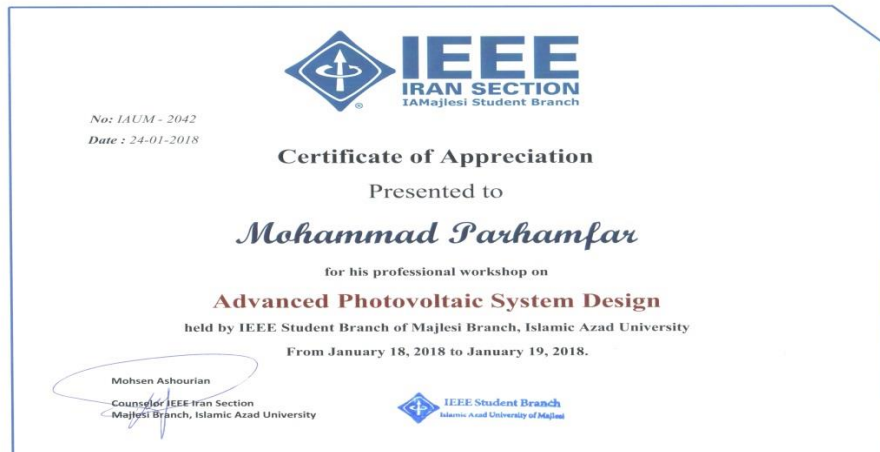 IEEE
IRAN SECTION
IAMajlesi Student Branch
®
No: IAUM - 2042
Date : 24-01-2018
Certificate of Appreciation
Presented to
Mohammad Parhamfar
for his professional workshop on
Advanced Photovoltaic System Design
held by IEEE Student Branch of Majlesi Branch, Islamic Azad University
From January 18, 2018 to January 19, 2018.
Mohsen Ashourian
Counselor IEEE Iran Section
Majlesi Branch, Islamic Azad University
IEEE Student Branch
Islamic Azad University of Majlesi